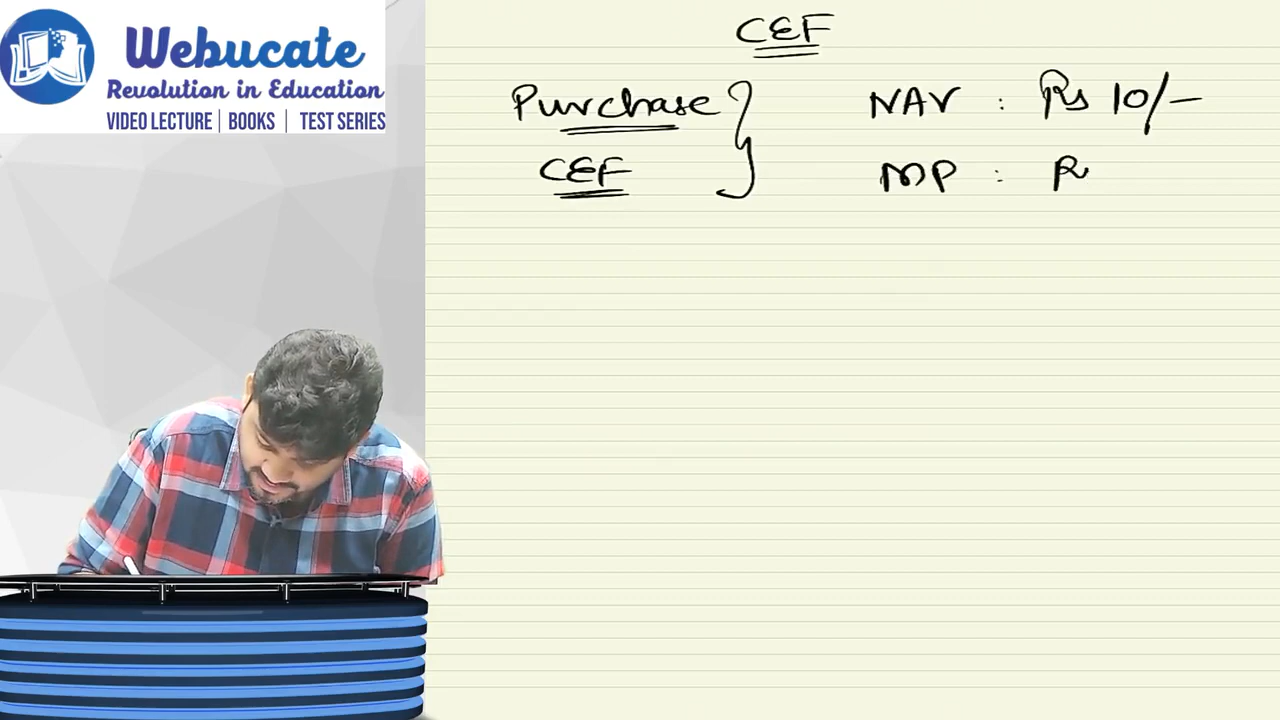 Webucate
Revolution in Education
VIDEO LECTURE | BOOKS | TEST SERIES
CEF
Purchase NAV : Rs 10/-
CEF MP : R